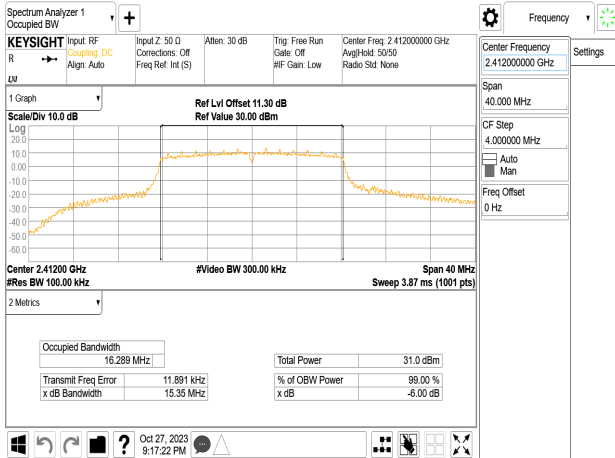 Spectrum Analyzer 1
Occupied BW
Frequency
KEYSIGHT
R
Input: RF
Coupling: DC
Align: Auto
Input Z: 50 Ω
Corrections: Off
Freq Ref: Int (S)
Atten: 30 dB
Trig: Free Run
Gate: Off
#IF Gain: Low
Center Freq: 2.412000000 GHz
Avg|Hold: 50/50
Radio Std: None
Center Frequency
2.412000000 GHz
Settings
Span
40.000 MHz
CF Step
4.000000 MHz
Auto
Man
Freq Offset
0 Hz
1 Graph
Scale/Div 10.0 dB
Ref Lvl Offset 11.30 dB
Ref Value 30.00 dBm
Log
20.0
10.0
0.00
-10.0
-20.0
-30.0
-40.0
-50.0
-60.0
Center 2.41200 GHz
#Res BW 100.00 kHz
#Video BW 300.00 kHz
Span 40 MHz
Sweep 3.87 ms (1001 pts)
2 Metrics
Occupied Bandwidth
16.289 MHz
Total Power 31.0 dBm
Transmit Freq Error 11.891 kHz
x dB Bandwidth 15.35 MHz
% of OBW Power 99.00 %
x dB -6.00 dB
?
Oct 27, 2023
9:17:22 PM